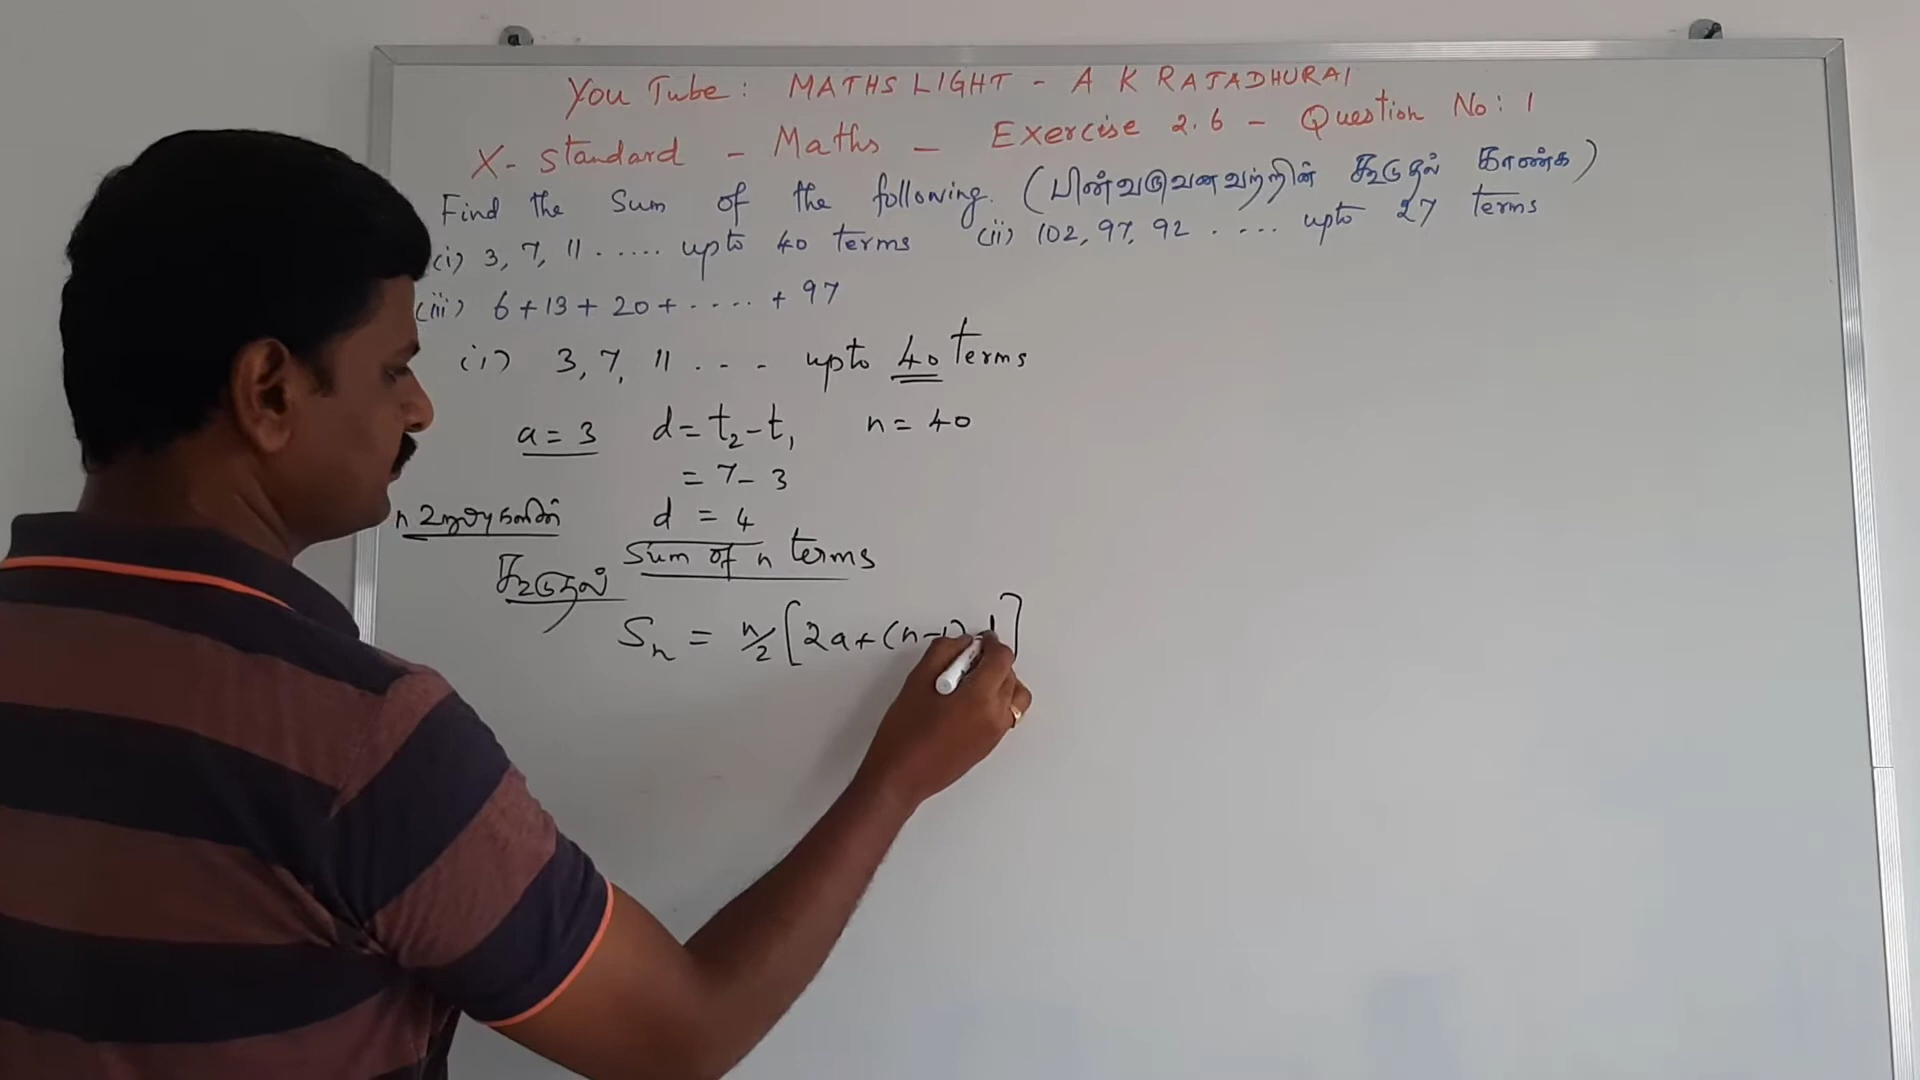 You Tube: MATHS LIGHT - A K RAJADHURAI
X- Standard - Maths - Exercise 2.6 - Question No: 1
Find the Sum of the following. (பின்வருவனவற்றின் கூடுதல் காண்க)
(i) 3, 7, 11 ..... upto 40 terms (ii) 102, 97, 92 ..... upto 27 terms
(iii) 6 + 13 + 20 + ..... + 97
(i) 3, 7, 11 ... upto 40 terms
a = 3 d = t₂ - t₁ n = 40
= 7 - 3
n உறுப்புகளின் d = 4
கூடுதல் Sum of n terms
Sₙ = n/2 [2a + (n-1) d]